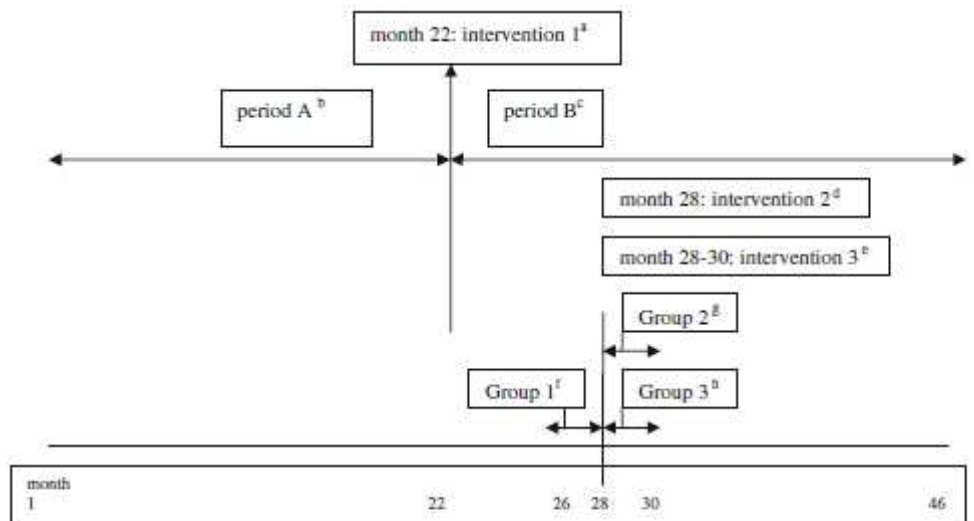 month 22: intervention 1ᵃ
period A ᵇ
period Bᶜ
month 28: intervention 2ᵈ
month 28-30: intervention 3ᵉ
Group 2ᵍ
Group 1ᶠ
Group 3ʰ
month
1 22 26 28 30 46